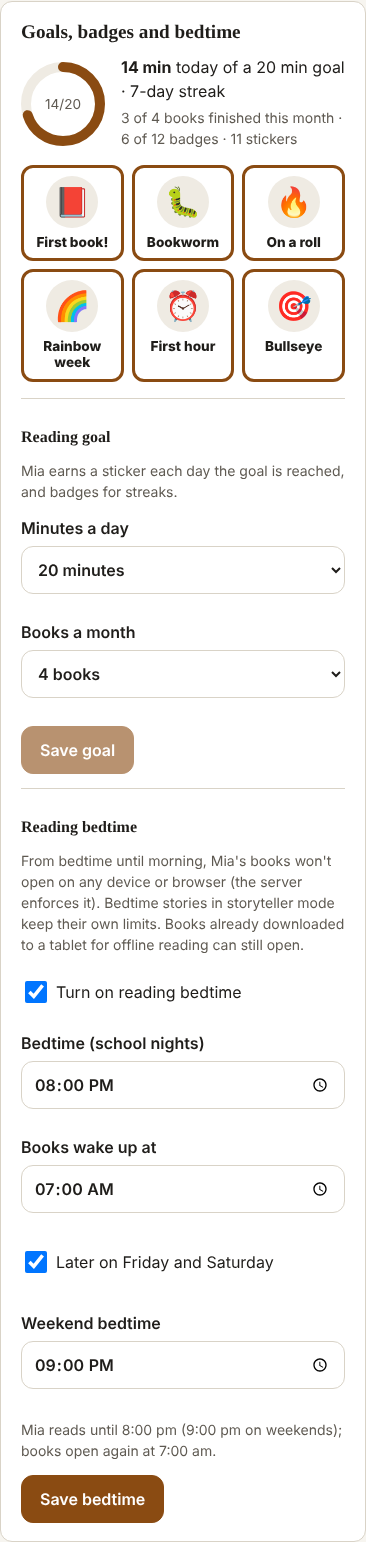 Goals, badges and bedtime
14/20
14 min today of a 20 min goal
· 7-day streak
3 of 4 books finished this month ·
6 of 12 badges · 11 stickers
First book!
Bookworm
On a roll
Rainbow
week
First hour
Bullseye
Reading goal
Mia earns a sticker each day the goal is reached,
and badges for streaks.
Minutes a day
20 minutes
Books a month
4 books
Save goal
Reading bedtime
From bedtime until morning, Mia's books won't
open on any device or browser (the server
enforces it). Bedtime stories in storyteller mode
keep their own limits. Books already downloaded
to a tablet for offline reading can still open.
Turn on reading bedtime
Bedtime (school nights)
08:00 PM
Books wake up at
07:00 AM
Later on Friday and Saturday
Weekend bedtime
09:00 PM
Mia reads until 8:00 pm (9:00 pm on weekends);
books open again at 7:00 am.
Save bedtime